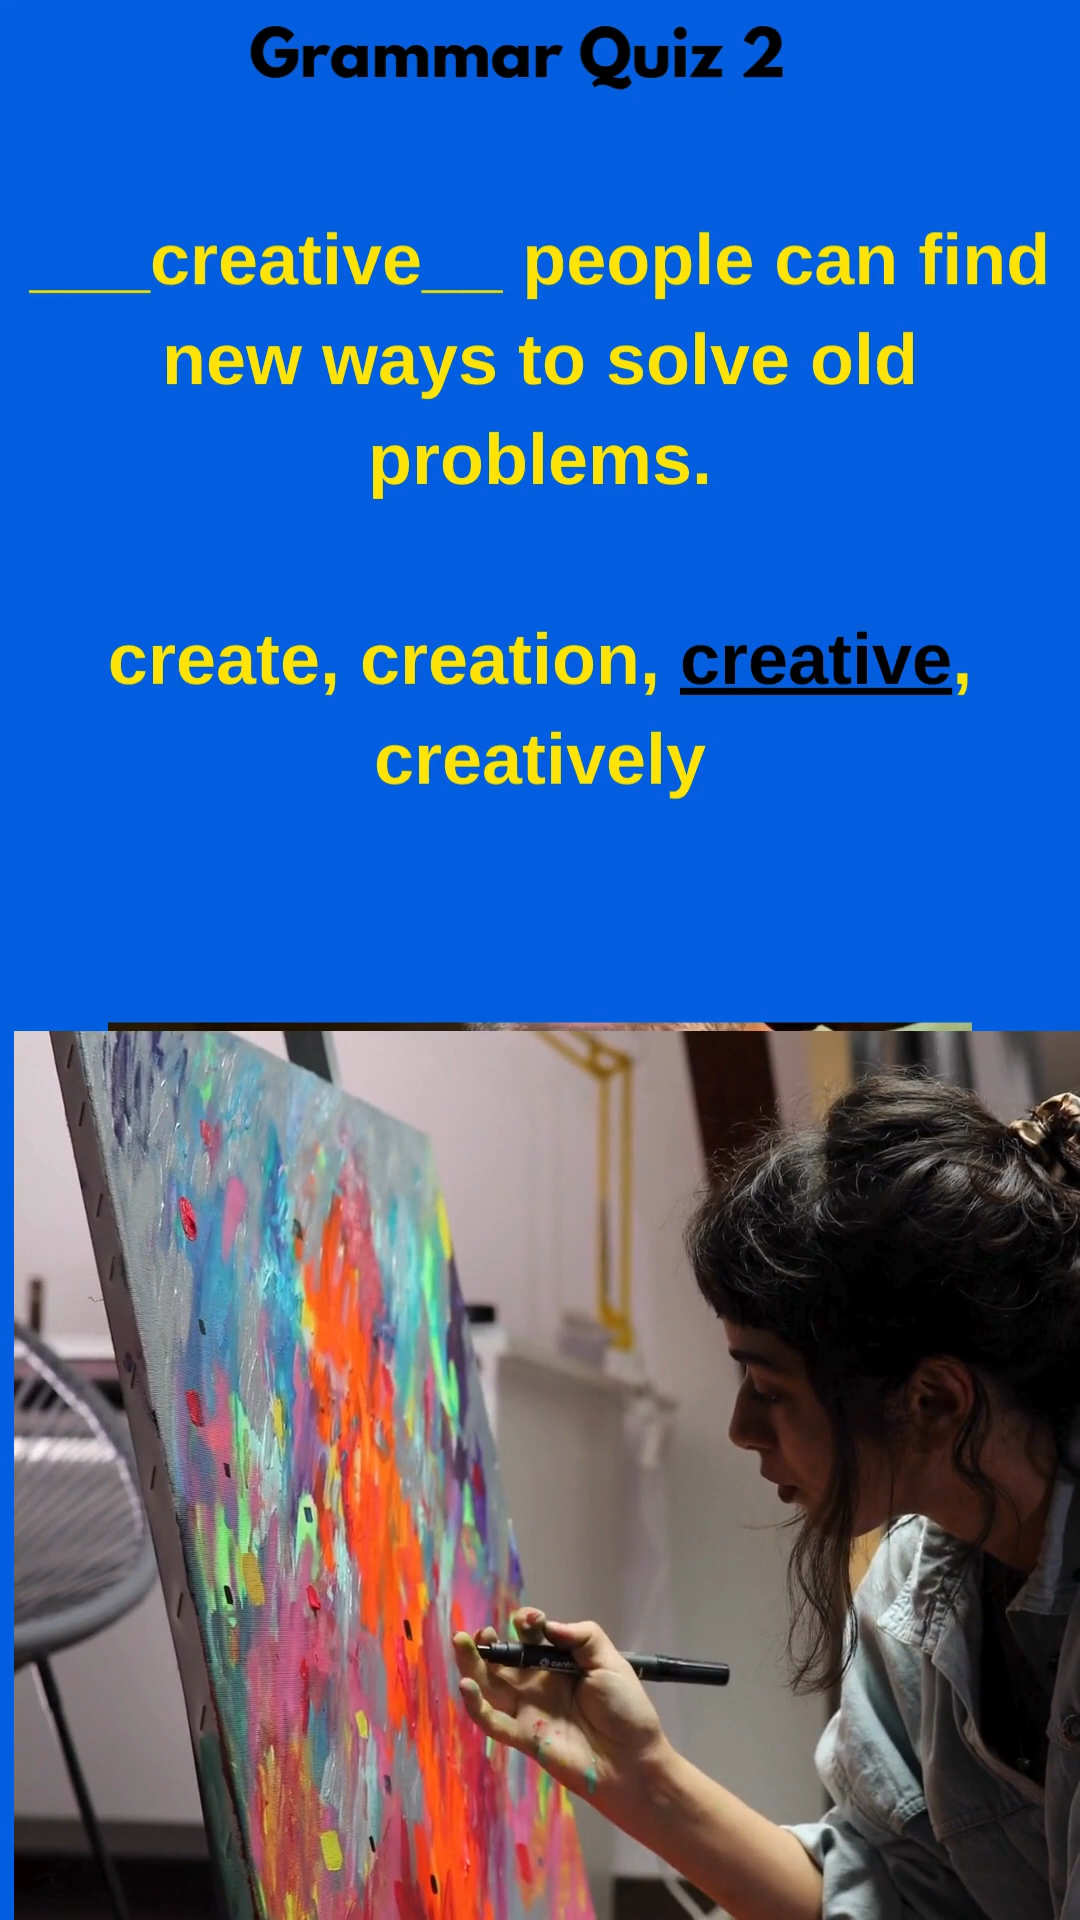 Grammar Quiz 2
___creative__ people can find
new ways to solve old
problems.
create, creation, creative,
creatively